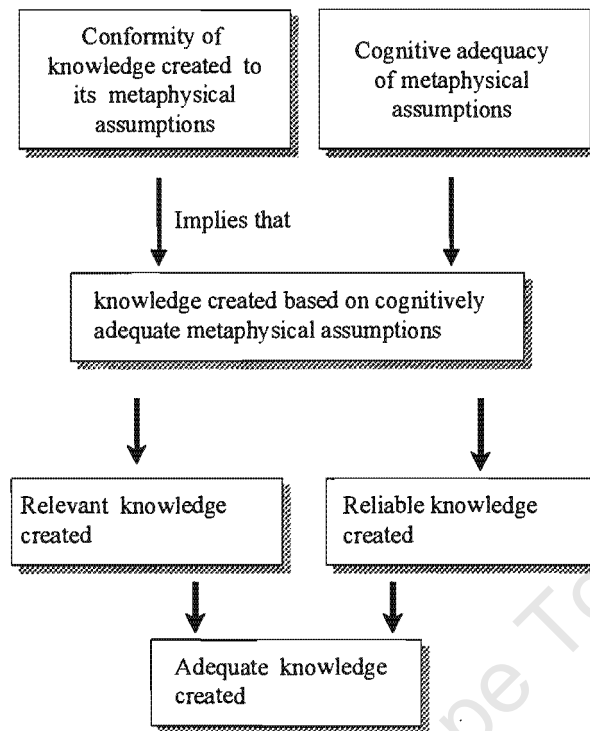 Conformity of
knowledge created to
its metaphysical
assumptions
Cognitive adequacy
of metaphysical
assumptions
Implies that
knowledge created based on cognitively
adequate metaphysical assumptions
Relevant knowledge
created
Reliable knowledge
created
Adequate knowledge
created